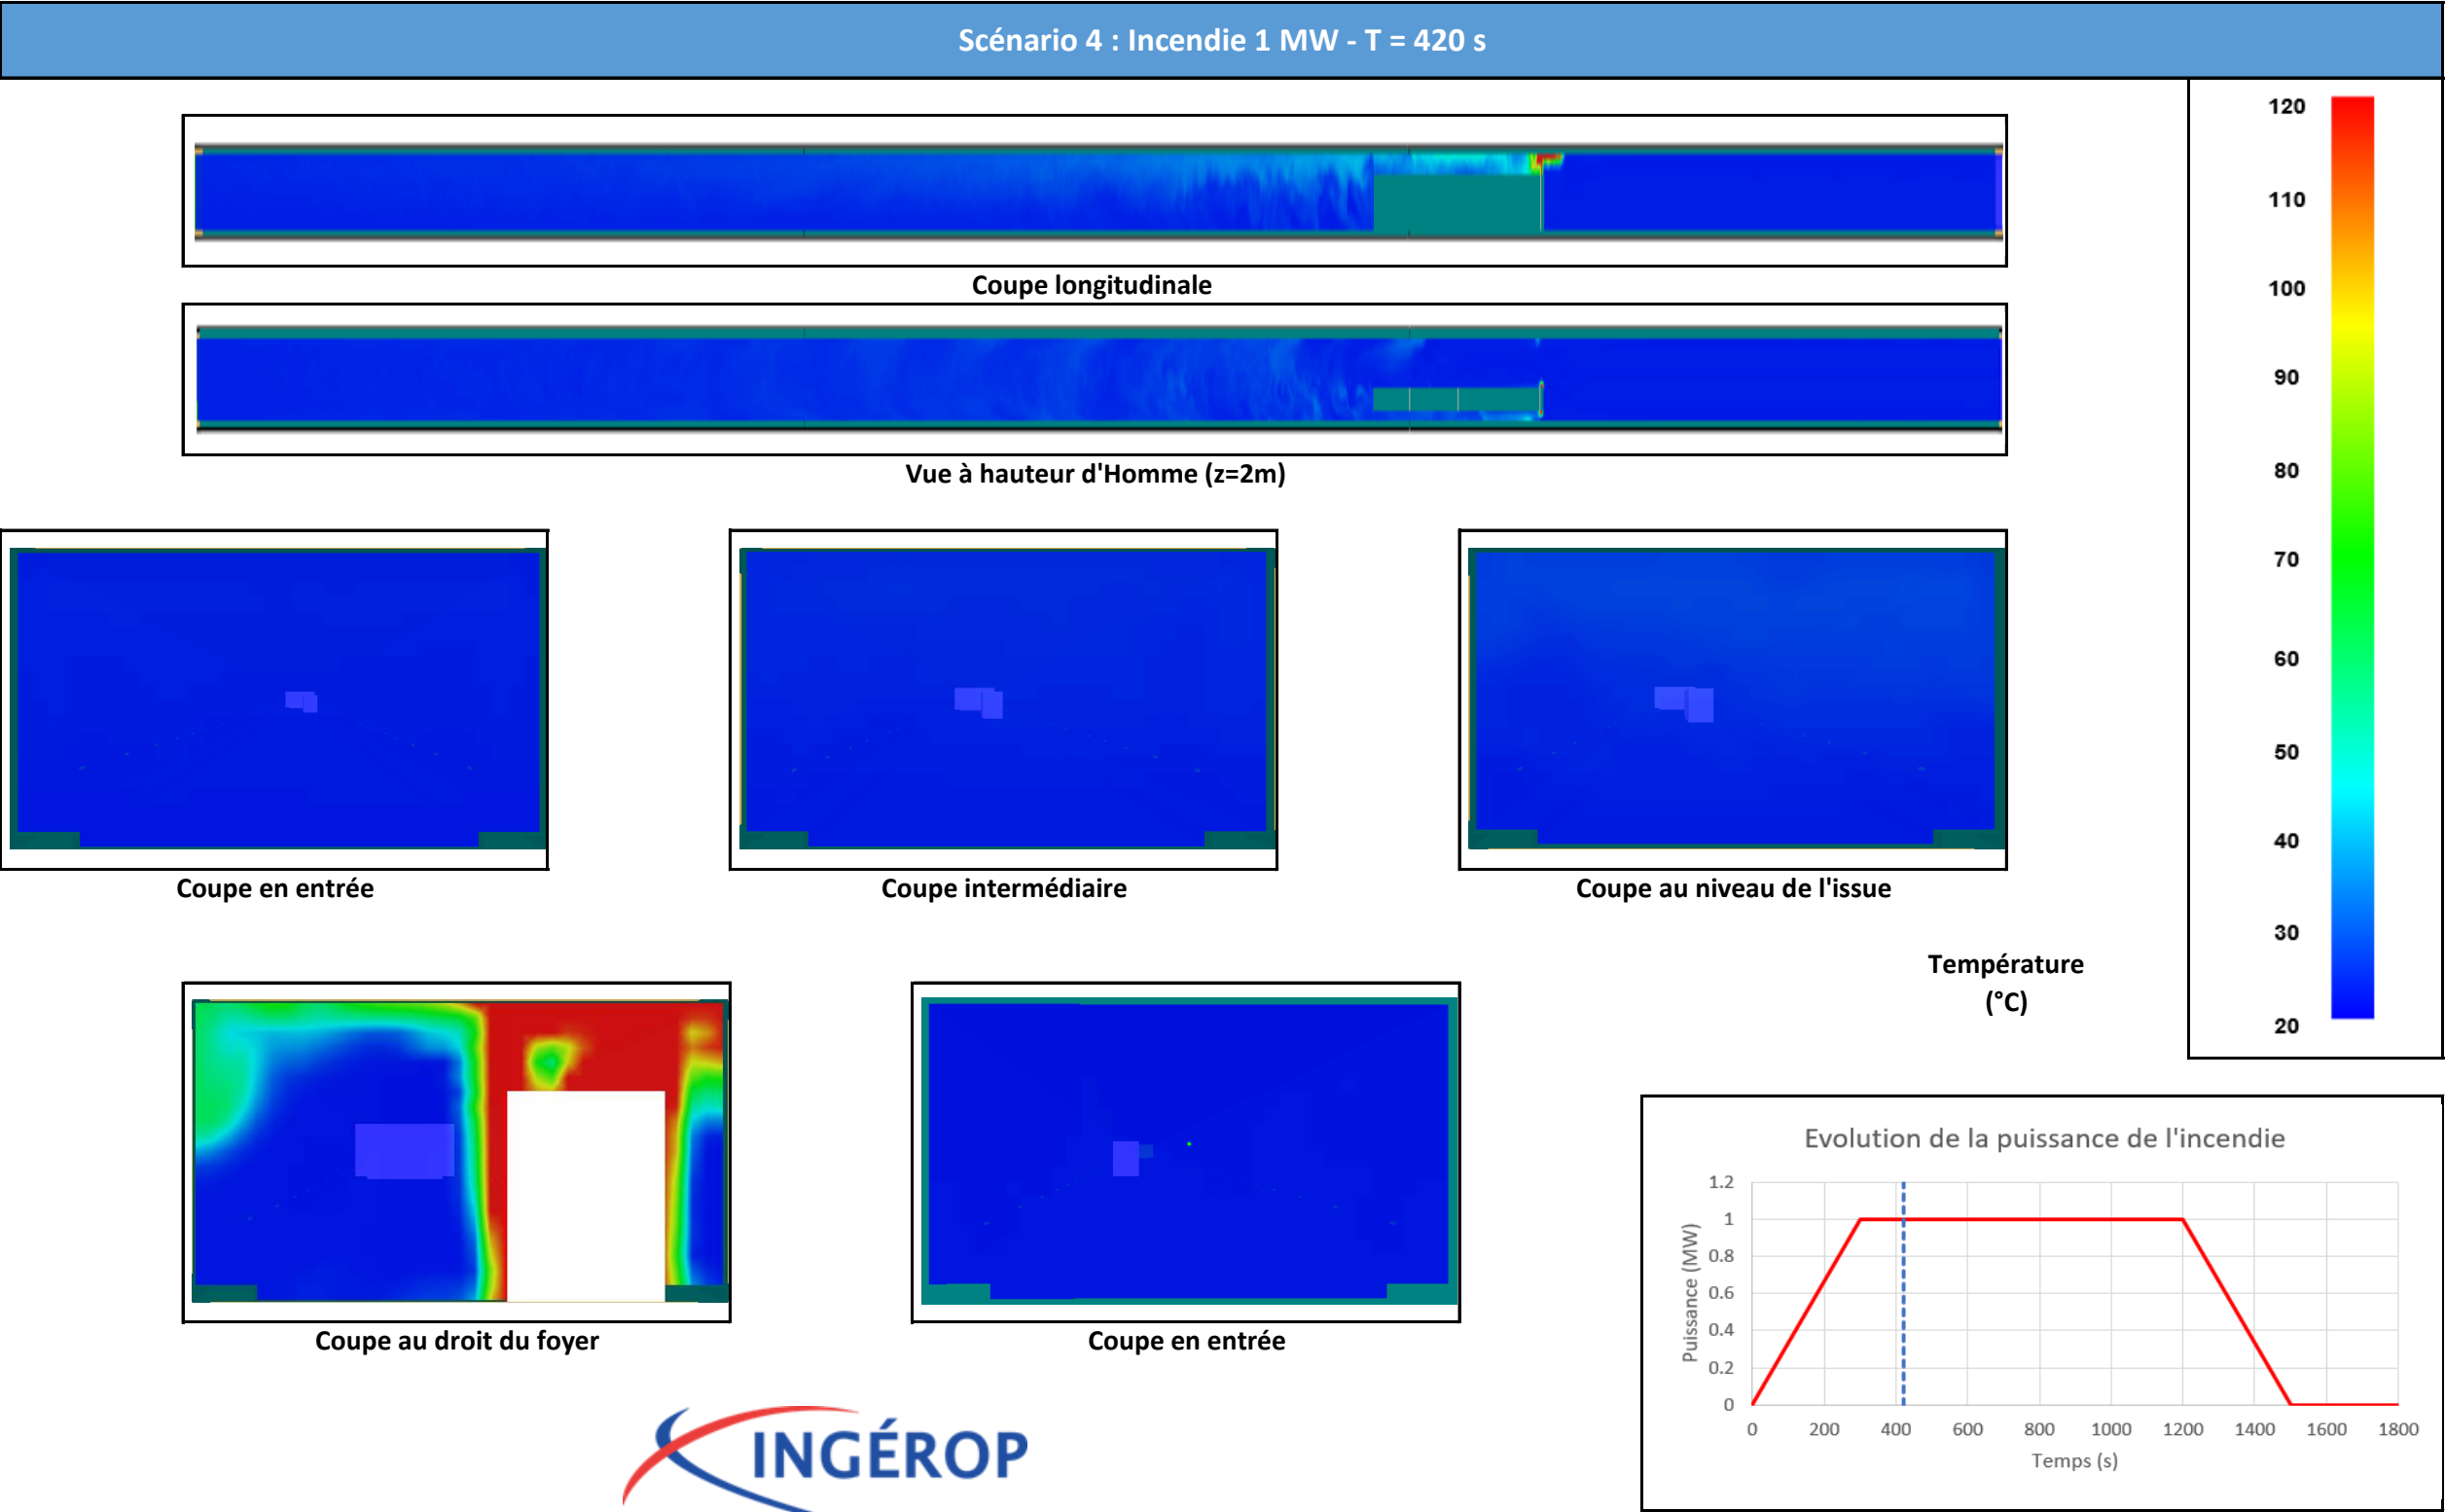 Scénario 4 : Incendie 1 MW - T = 420 s
Coupe longitudinale
Vue à hauteur d'Homme (z=2m)
Coupe en entrée
Coupe intermédiaire
Coupe au niveau de l'issue
Coupe au droit du foyer
Coupe en entrée
Température
(°C)
120
110
100
90
80
70
60
50
40
30
20
Evolution de la puissance de l'incendie
Puissance (MW)
1.2
1
0.8
0.6
0.4
0.2
0
0 200 400 600 800 1000 1200 1400 1600 1800
Temps (s)
INGÉROP